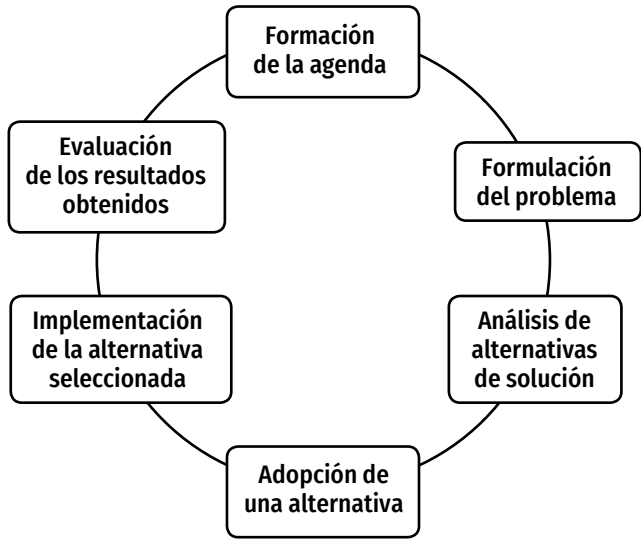 Formación
de la agenda
Formulación
del problema
Análisis de
alternativas
de solución
Adopción de
una alternativa
Implementación
de la alternativa
seleccionada
Evaluación
de los resultados
obtenidos